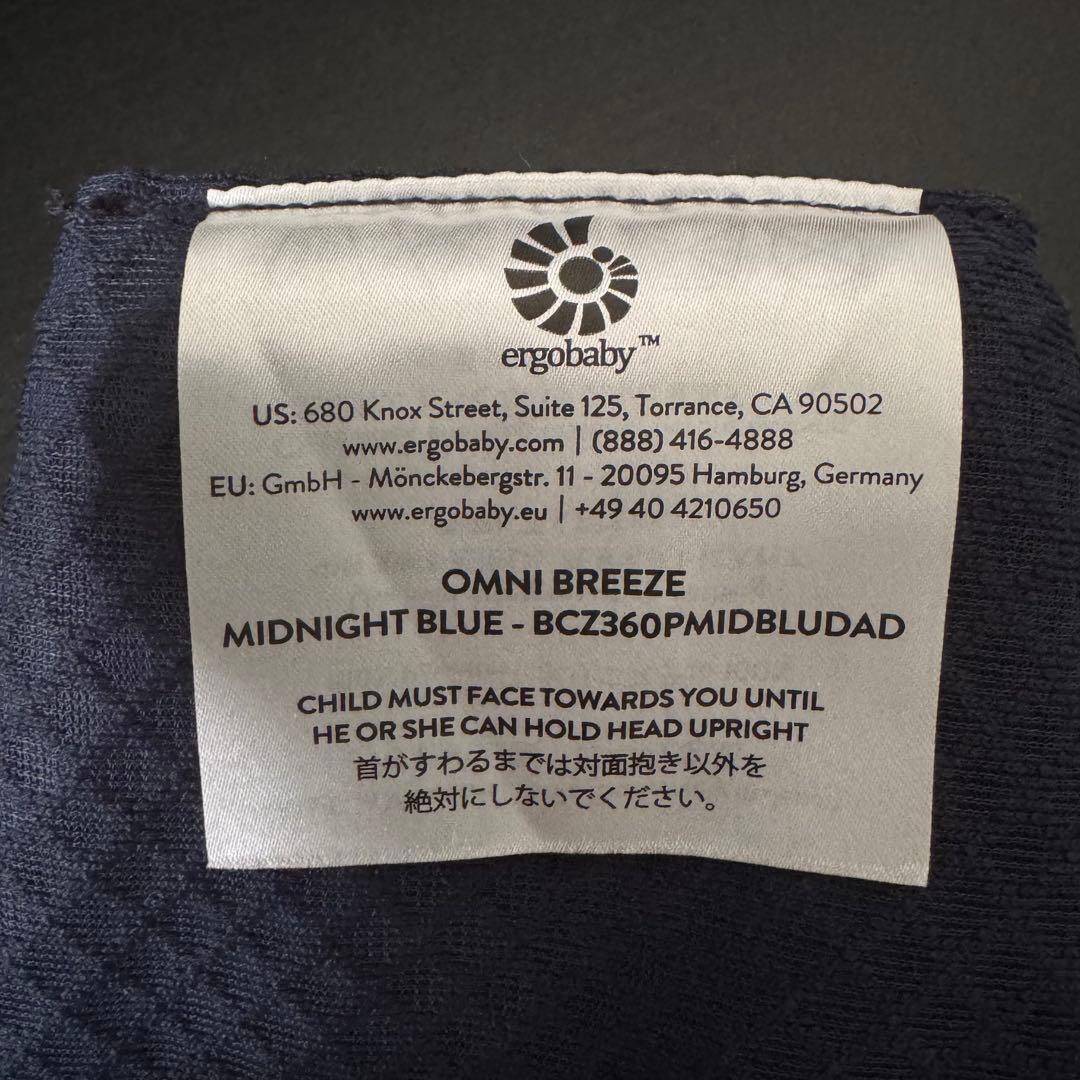 ergobaby™
US: 680 Knox Street, Suite 125, Torrance, CA 90502
www.ergobaby.com | (888) 416-4888
EU: GmbH - Mönckebergstr. 11 - 20095 Hamburg, Germany
www.ergobaby.eu | +49 40 4210650
OMNI BREEZE
MIDNIGHT BLUE - BCZ360PMIDBLUDAD
CHILD MUST FACE TOWARDS YOU UNTIL
HE OR SHE CAN HOLD HEAD UPRIGHT
首がすわるまでは対面抱き以外を
絶対にしないでください。